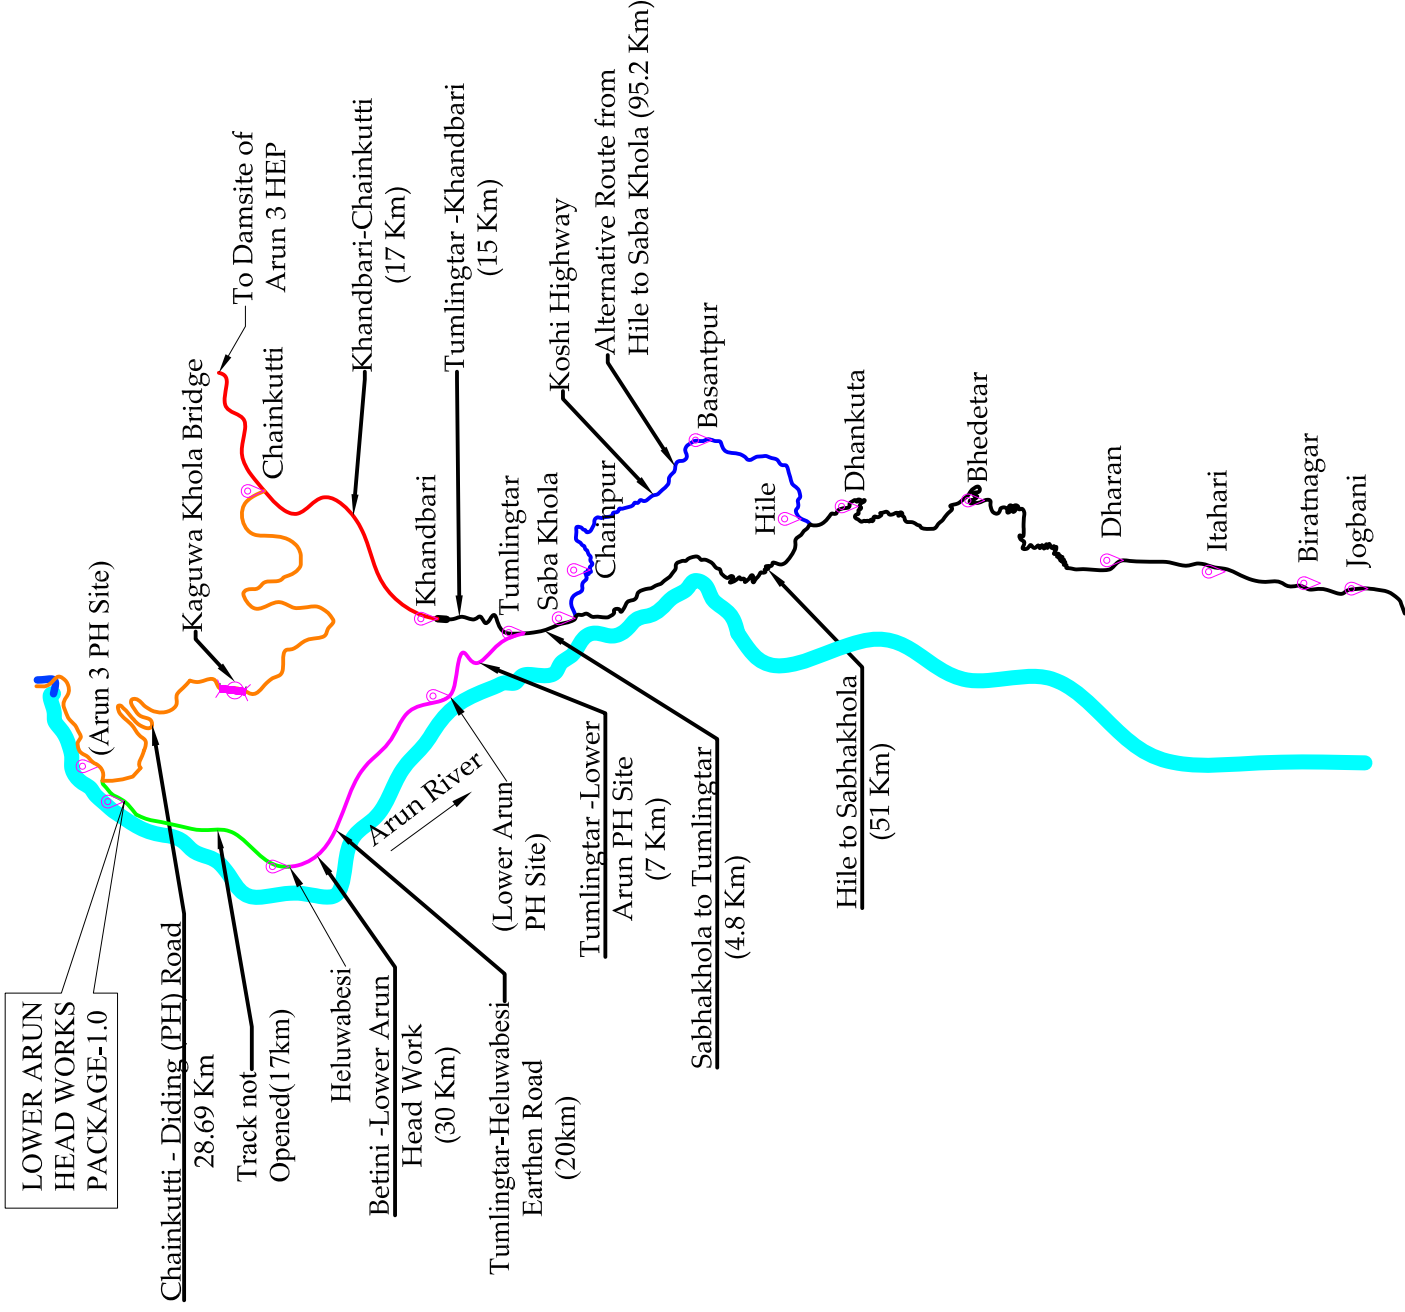 LOWER ARUN
HEAD WORKS
PACKAGE-1.0
(Arun 3 PH Site)
Chainkutti - Diding (PH) Road
28.69 Km
Kaguwa Khola Bridge
To Damsite of
Arun 3 HEP
Chainkutti
Track not
Opened(17km)
Heluwabesi
Khandbari-Chainkutti
(17 Km)
Betini -Lower Arun
Head Work
(30 Km)
Arun River
Khandbari
Tumlingtar -Khandbari
(15 Km)
Tumlingtar-Heluwabesi
Earthen Road
(20km)
(Lower Arun
PH Site)
Tumlingtar
Saba Khola
Koshi Highway
Chainpur
Alternative Route from
Hile to Saba Khola (95.2 Km)
Tumlingtar -Lower
Arun PH Site
(7 Km)
Sabhakhola to Tumlingtar
(4.8 Km)
Basantpur
Hile
Hile to Sabhakhola
(51 Km)
Dhankuta
Bhedetar
Dharan
Itahari
Biratnagar
Jogbani